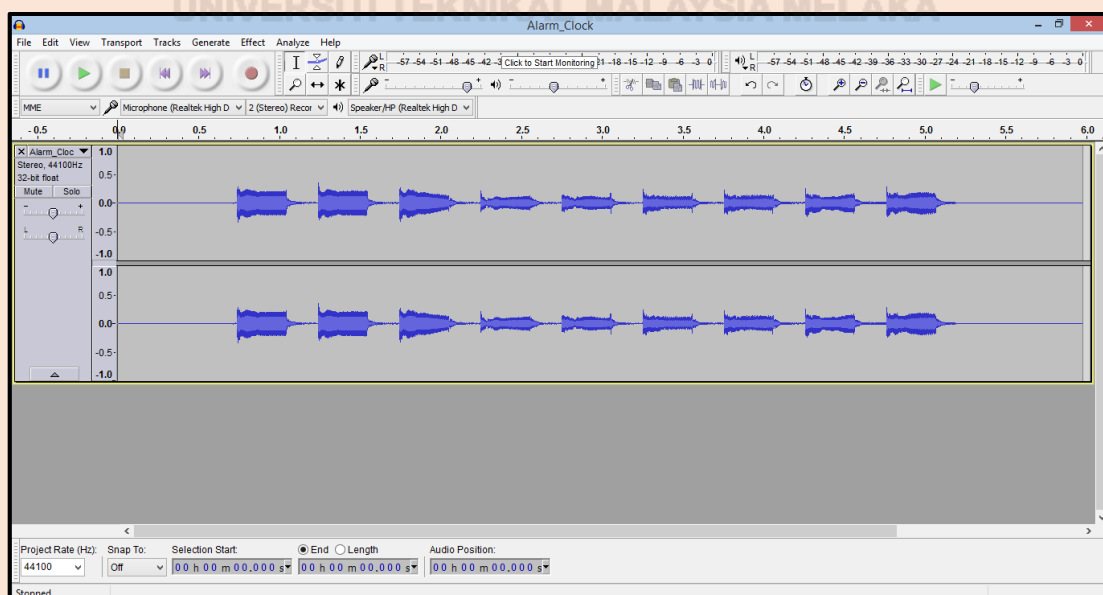 UNIVERSITI TEKNIKAL MALAYSIA MELAKA
Alarm_Clock
File Edit View Transport Tracks Generate Effect Analyze Help
L R -57 -54 -51 -48 -45 -42 -3 Click to Start Monitoring 21 -18 -15 -12 -9 -6 -3 0 L R -57 -54 -51 -48 -45 -42 -39 -36 -33 -30 -27 -24 -21 -18 -15 -12 -9 -6 -3 0
MME Microphone (Realtek High D 2 (Stereo) Recor Speaker/HP (Realtek High D
-0.5 0.0 0.5 1.0 1.5 2.0 2.5 3.0 3.5 4.0 4.5 5.0 5.5 6.0
X Alarm_Cloc 1.0
Stereo, 44100Hz
32-bit float 0.5
Mute Solo
- + 0.0
L R -0.5
-1.0
1.0
0.5
0.0
-0.5
-1.0
Project Rate (Hz): Snap To: Selection Start: End Length Audio Position:
44100 Off 00 h 00 m 00.000 s 00 h 00 m 00.000 s 00 h 00 m 00.000 s
Stopped